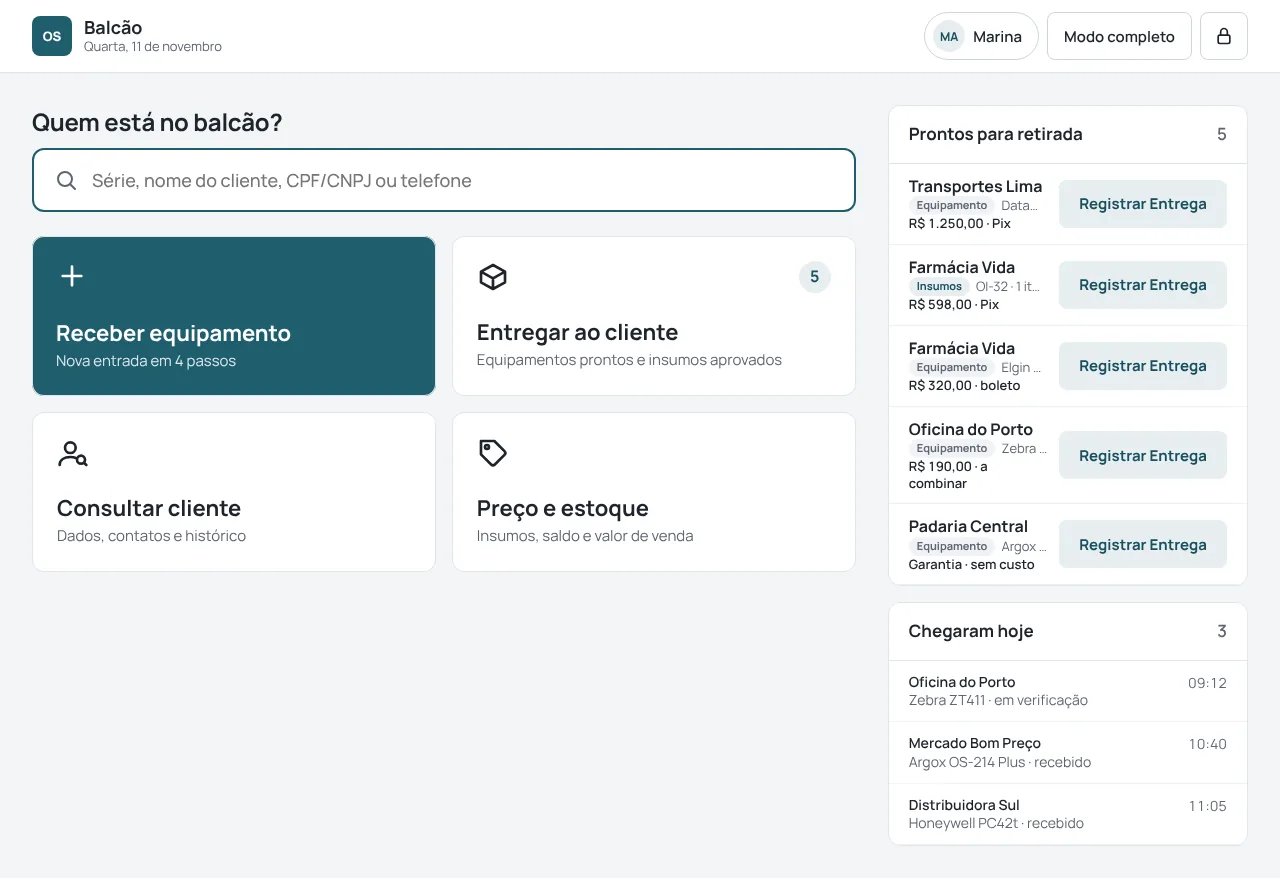 OS
Balcão
Quarta, 11 de novembro
MA
Marina
Modo completo
Quem está no balcão?
Série, nome do cliente, CPF/CNPJ ou telefone
Receber equipamento
Nova entrada em 4 passos
5
Entregar ao cliente
Equipamentos prontos e insumos aprovados
Consultar cliente
Dados, contatos e histórico
Preço e estoque
Insumos, saldo e valor de venda
Prontos para retirada 5
Transportes Lima
Equipamento Data...
R$ 1.250,00 · Pix
Registrar Entrega
Farmácia Vida
Insumos OI-32 · 1 it...
R$ 598,00 · Pix
Registrar Entrega
Farmácia Vida
Equipamento Elgin ...
R$ 320,00 · boleto
Registrar Entrega
Oficina do Porto
Equipamento Zebra ...
R$ 190,00 · a
combinar
Registrar Entrega
Padaria Central
Equipamento Argox ...
Garantia · sem custo
Registrar Entrega
Chegaram hoje 3
Oficina do Porto 09:12
Zebra ZT411 · em verificação
Mercado Bom Preço 10:40
Argox OS-214 Plus · recebido
Distribuidora Sul 11:05
Honeywell PC42t · recebido